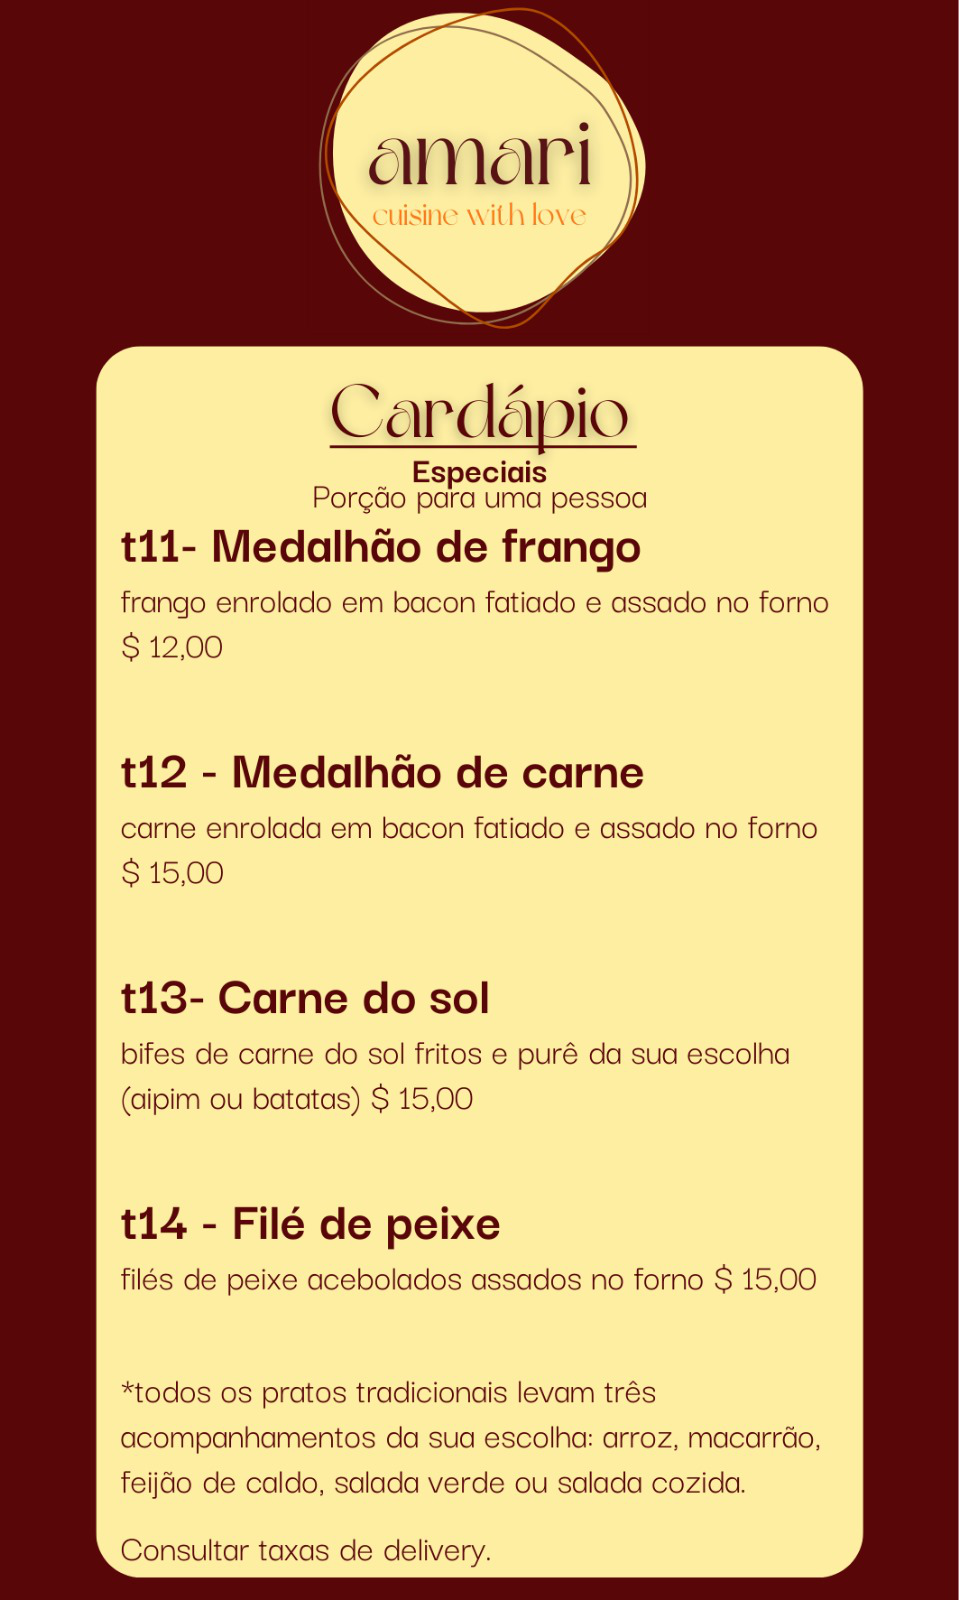 amari
cuisine with love
Cardápio
Especiais
Porção para uma pessoa
t11- Medalhão de frango
frango enrolado em bacon fatiado e assado no forno
$ 12,00
t12 - Medalhão de carne
carne enrolada em bacon fatiado e assado no forno
$ 15,00
t13- Carne do sol
bifes de carne do sol fritos e purê da sua escolha
(aipim ou batatas) $ 15,00
t14 - Filé de peixe
filés de peixe acebolados assados no forno $ 15,00
*todos os pratos tradicionais levam três
acompanhamentos da sua escolha: arroz, macarrão,
feijão de caldo, salada verde ou salada cozida.
Consultar taxas de delivery.